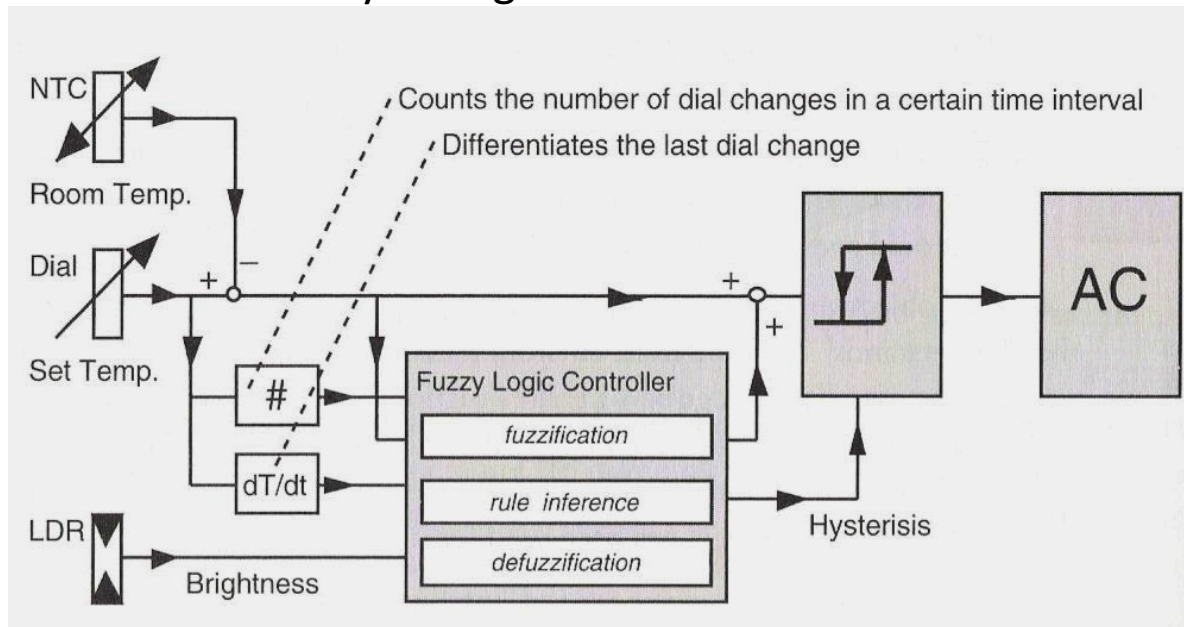 NTC
Counts the number of dial changes in a certain time interval
Differentiates the last dial change
Room Temp.
Dial
+
−
+
+
AC
Set Temp.
#
Fuzzy Logic Controller
fuzzification
dT/dt
rule inference
Hysterisis
LDR
defuzzification
Brightness